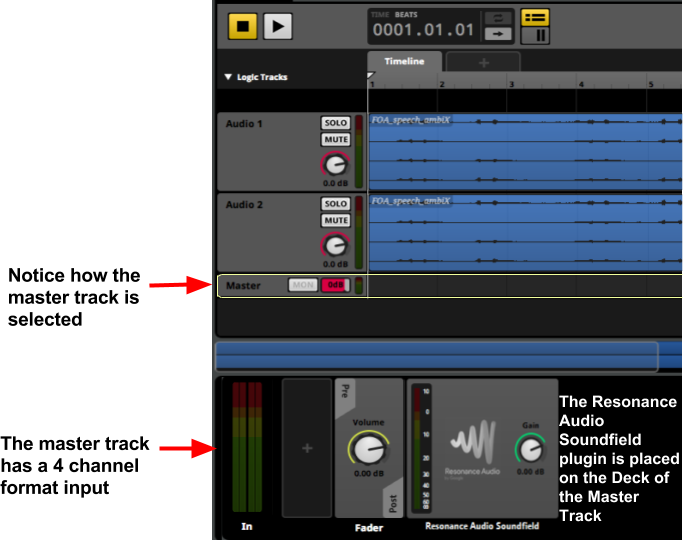 TIME BEATS
0001.01.01
Timeline
+
▼ Logic Tracks
1 2 3 4 5
Audio 1
SOLO
MUTE
0.0 dB
FOA_speech_ambiX
Audio 2
SOLO
MUTE
0.0 dB
FOA_speech_ambiX
Notice how the
master track is
selected
Master MON 0dB
The master track
has a 4 channel
format input
In
+
Pre
Volume
0.00 dB
Post
Fader
10
0
10
20
30
40
50
60
Resonance Audio
Gain
0.00 dB
Resonance Audio Soundfield
The Resonance
Audio
Soundfield
plugin is placed
on the Deck of
the Master
Track